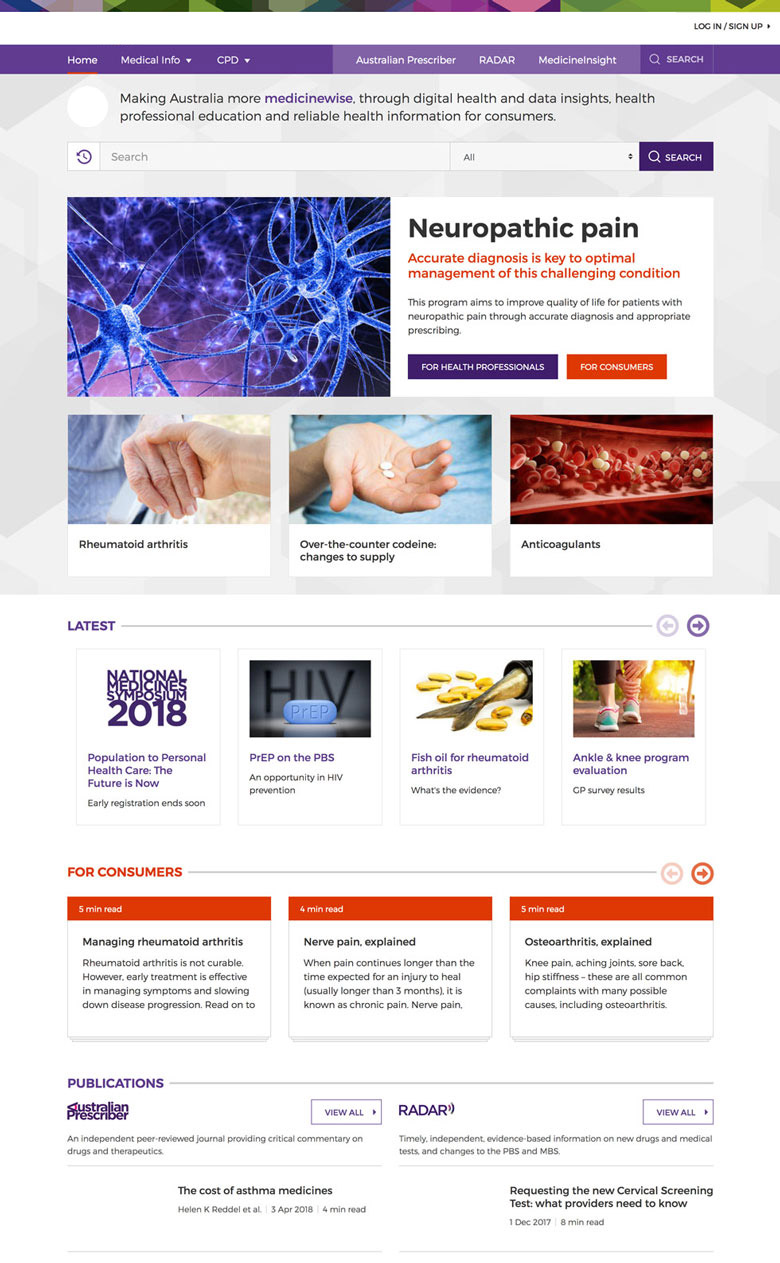 LOG IN / SIGN UP
Home Medical Info CPD Australian Prescriber RADAR MedicineInsight SEARCH
Making Australia more medicinewise, through digital health and data insights, health
professional education and reliable health information for consumers.
Search All SEARCH
Neuropathic pain
Accurate diagnosis is key to optimal
management of this challenging condition
This program aims to improve quality of life for patients with
neuropathic pain through accurate diagnosis and appropriate
prescribing.
FOR HEALTH PROFESSIONALS FOR CONSUMERS
Rheumatoid arthritis
Over-the-counter codeine:
changes to supply
Anticoagulants
LATEST
NATIONAL
MEDICINES
SYMPOSIUM
2018
Population to Personal
Health Care: The
Future is Now
Early registration ends soon
HIV
PrEP
PrEP on the PBS
An opportunity in HIV
prevention
Fish oil for rheumatoid
arthritis
What's the evidence?
Ankle & knee program
evaluation
GP survey results
FOR CONSUMERS
5 min read
Managing rheumatoid arthritis
Rheumatoid arthritis is not curable.
However, early treatment is effective
in managing symptoms and slowing
down disease progression. Read on to
4 min read
Nerve pain, explained
When pain continues longer than the
time expected for an injury to heal
(usually longer than 3 months), it is
known as chronic pain. Nerve pain,
5 min read
Osteoarthritis, explained
Knee pain, aching joints, sore back,
hip stiffness – these are all common
complaints with many possible
causes, including osteoarthritis.
PUBLICATIONS
Australian
Prescriber
VIEW ALL
An independent peer-reviewed journal providing critical commentary on
drugs and therapeutics.
The cost of asthma medicines
Helen K Reddel et al. | 3 Apr 2018 | 4 min read
RADAR
VIEW ALL
Timely, independent, evidence-based information on new drugs and medical
tests, and changes to the PBS and MBS.
Requesting the new Cervical Screening
Test: what providers need to know
1 Dec 2017 | 8 min read